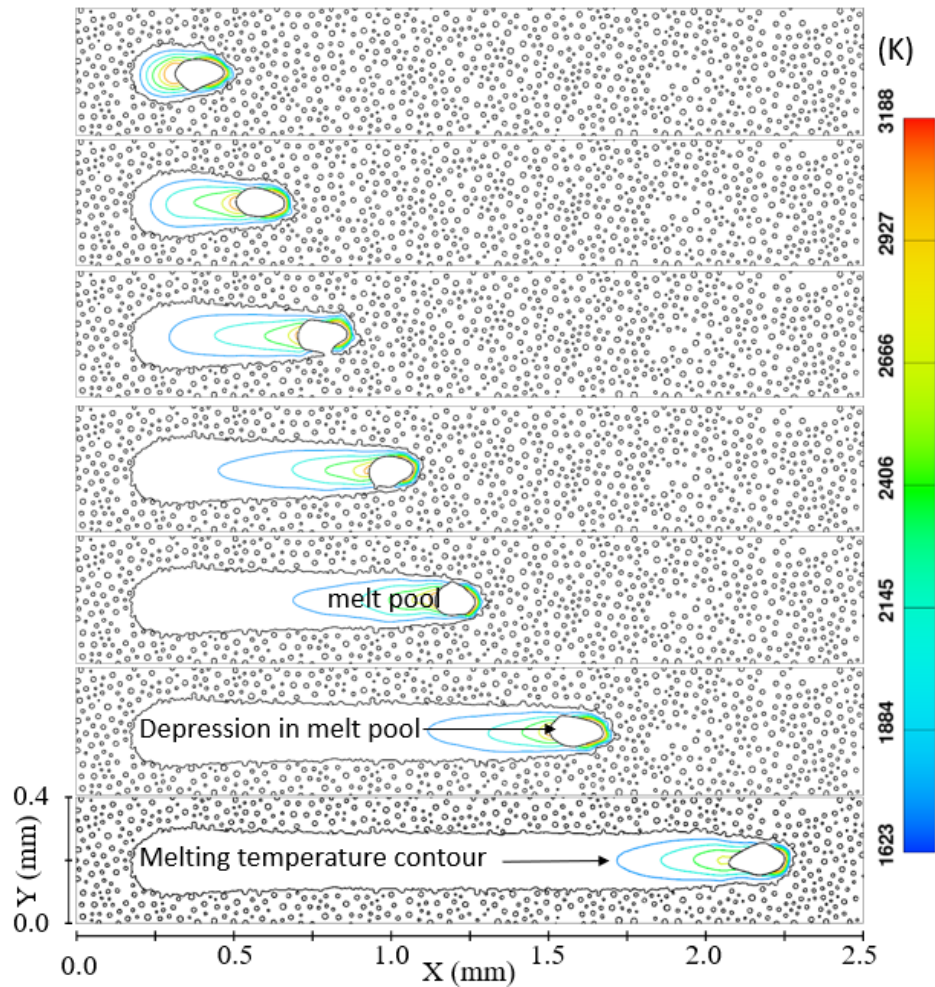 (K)
3188
2927
2666
2406
2145
1884
1623
melt pool
Depression in melt pool
Melting temperature contour
0.4
Y (mm)
0.0
0.0 0.5 1.0 1.5 2.0 2.5
X (mm)